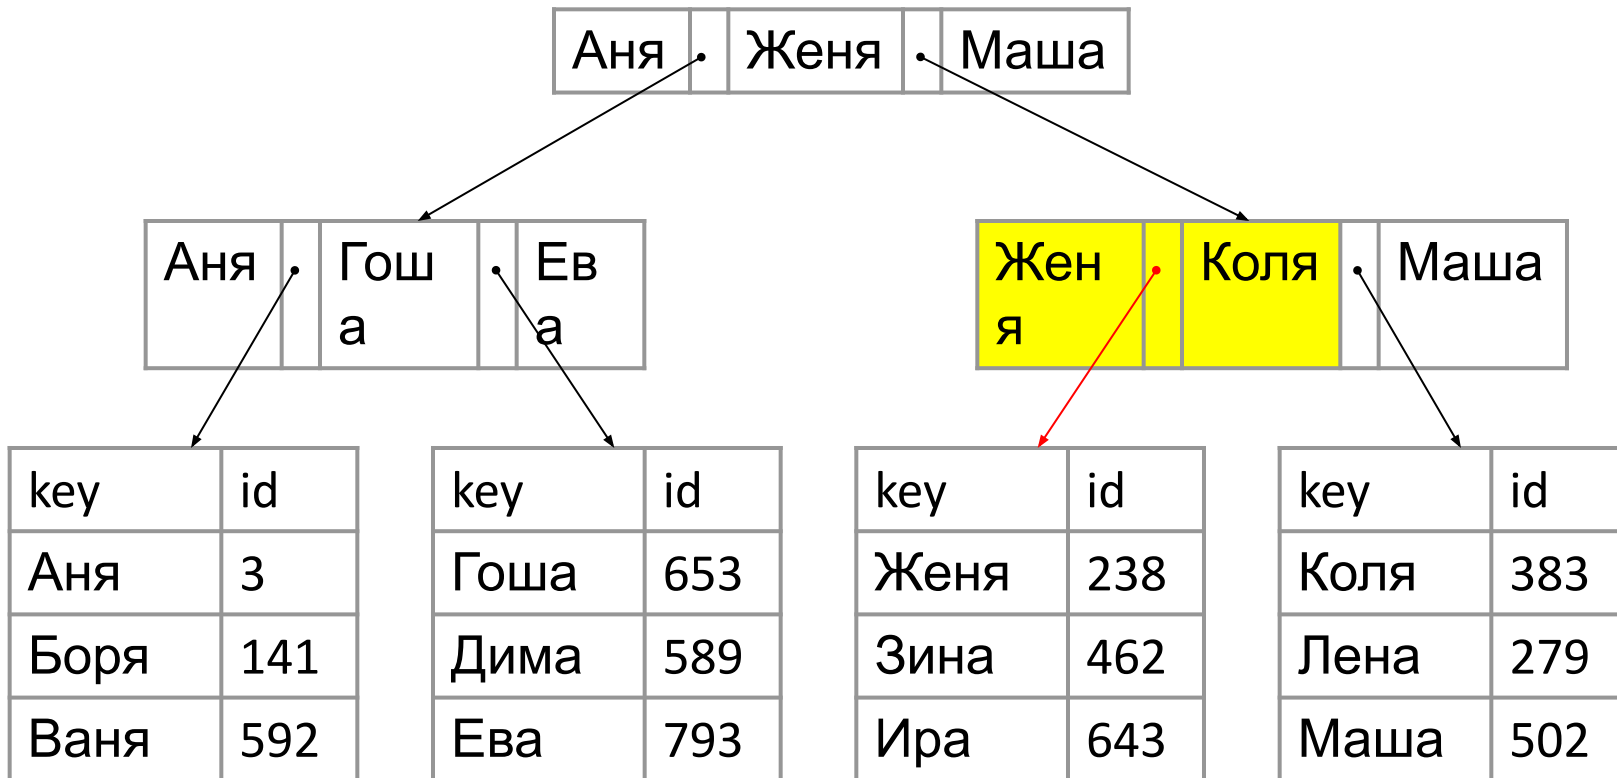 Аня Женя Маша
Аня Гош Ев Жен Коля Маша
а а я
key id key id key id key id
Аня 3 Гоша 653 Женя 238 Коля 383
Боря 141 Дима 589 Зина 462 Лена 279
Ваня 592 Ева 793 Ира 643 Маша 502